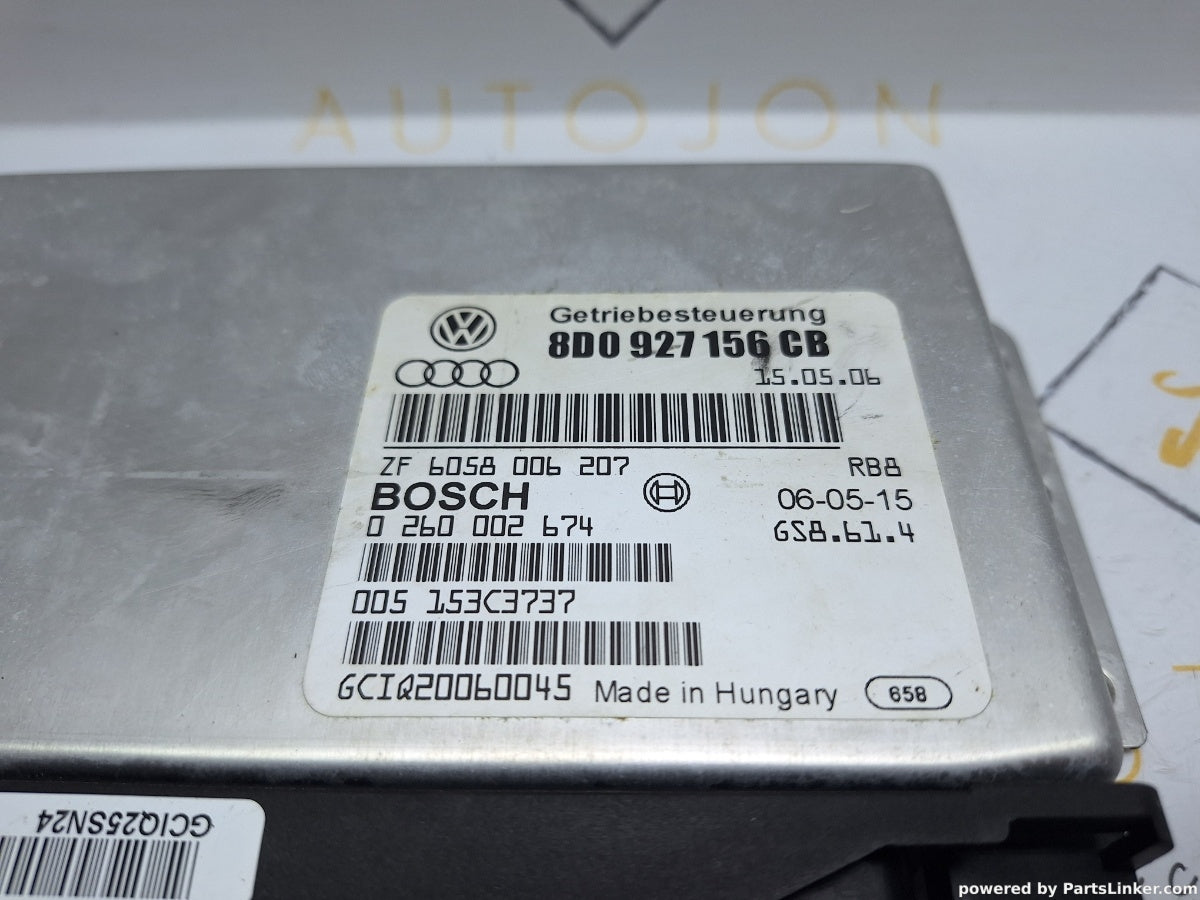 AUTOJON
Getriebesteuerung
8D0 927 156 CB
15.05.06
ZF 6058 006 207 RB8
BOSCH 06-05-15
0 260 002 674 GS8.61.4
005 153C3737
GCIQ20060045 Made in Hungary 658
GCIQ25SN24
powered by PartsLinker.com